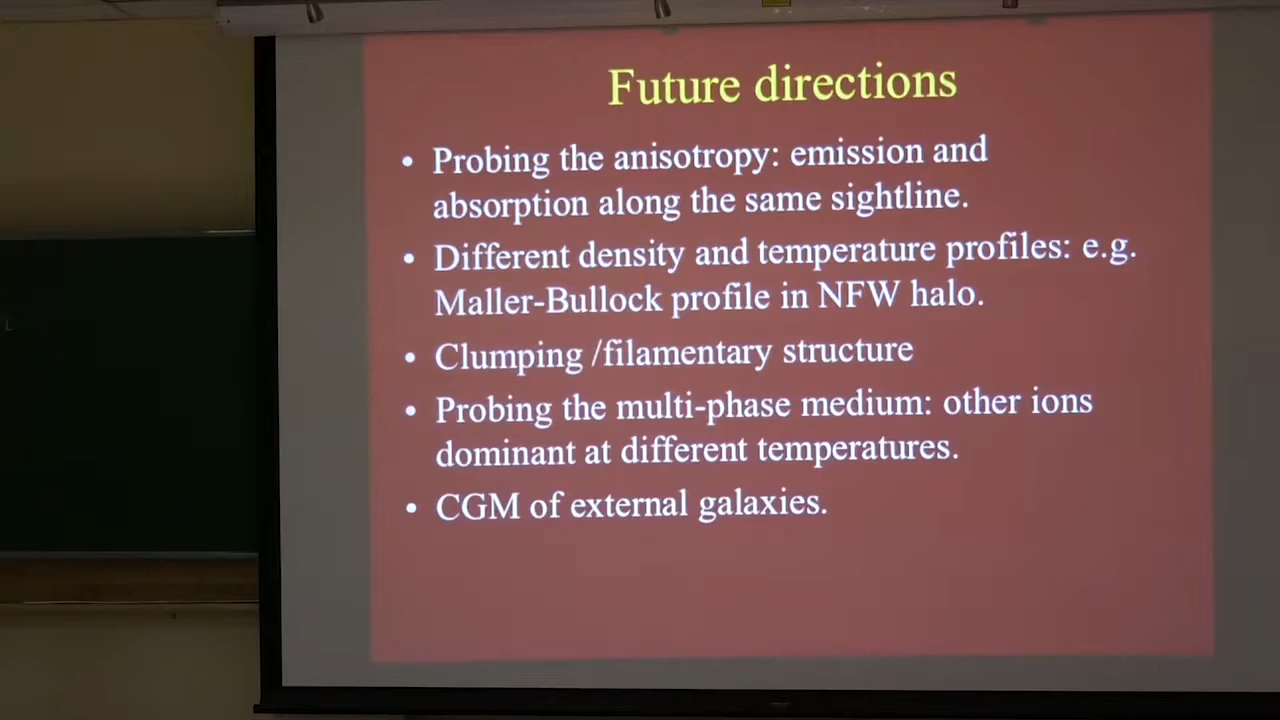 Future directions
• Probing the anisotropy: emission and
absorption along the same sightline.
• Different density and temperature profiles: e.g.
Maller-Bullock profile in NFW halo.
• Clumping /filamentary structure
• Probing the multi-phase medium: other ions
dominant at different temperatures.
• CGM of external galaxies.